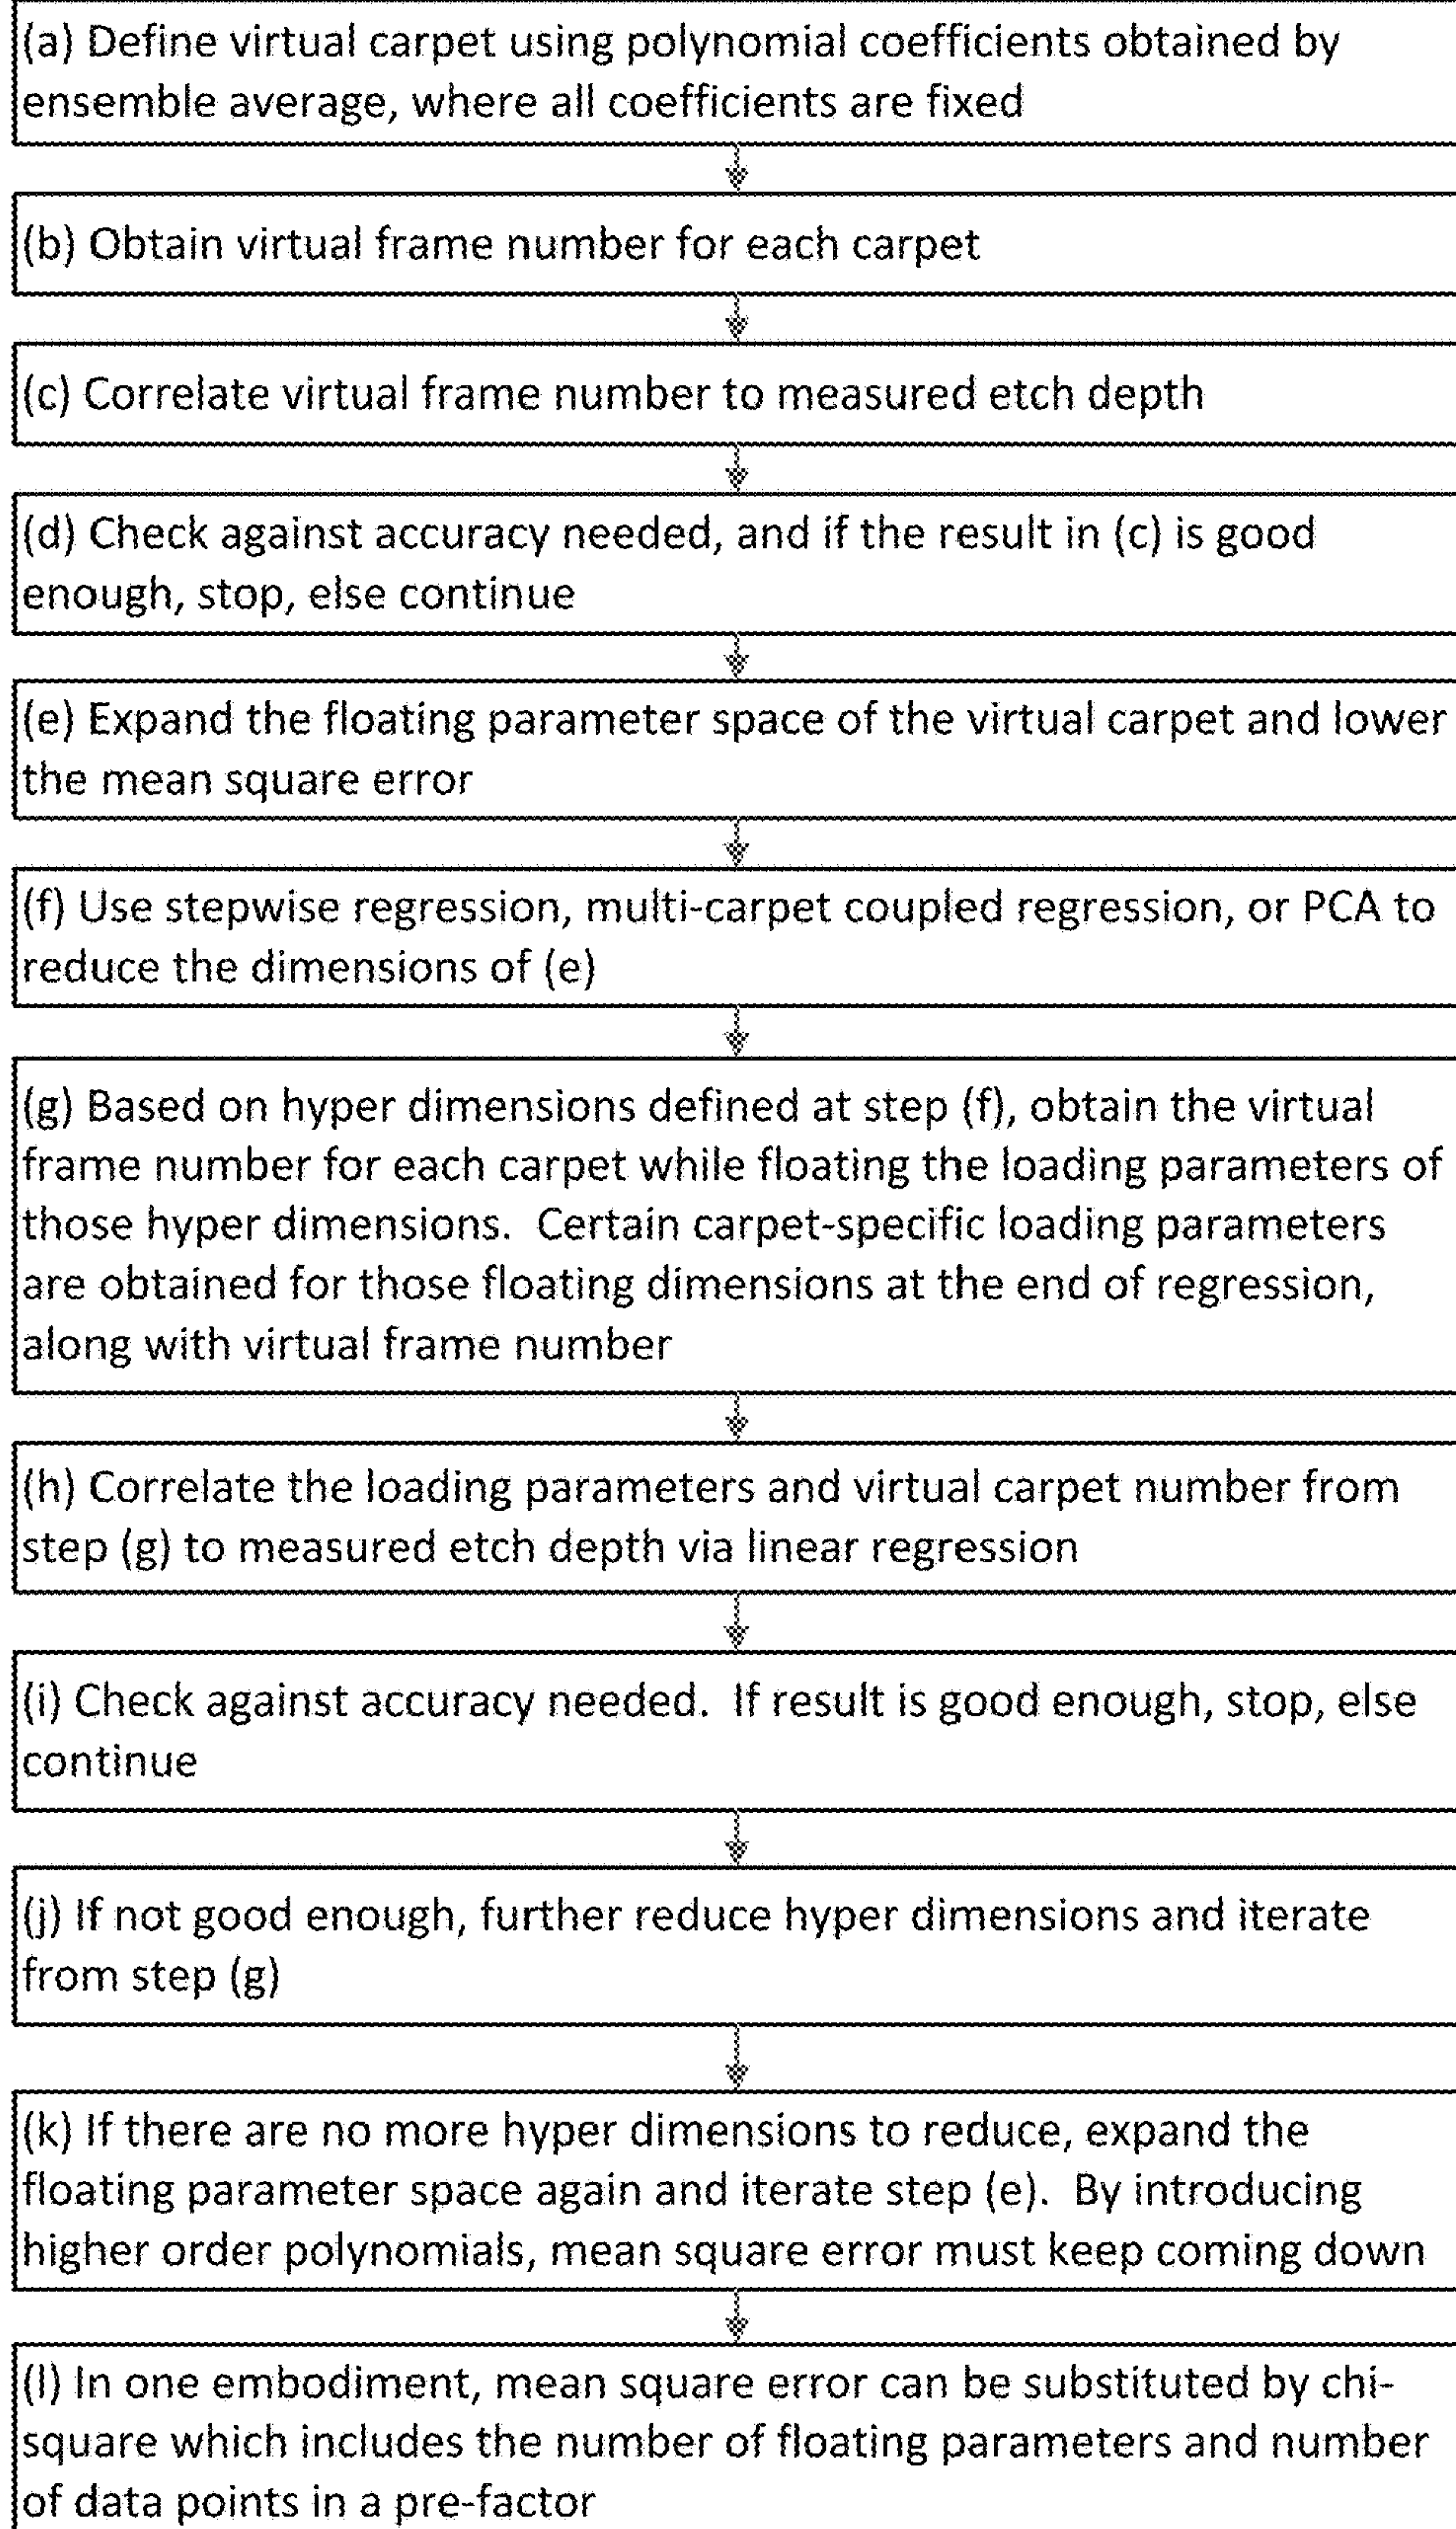 (a) Define virtual carpet using polynomial coefficients obtained by
ensemble average, where all coefficients are fixed
(b) Obtain virtual frame number for each carpet
(c) Correlate virtual frame number to measured etch depth
(d) Check against accuracy needed, and if the result in (c) is good
enough, stop, else continue
(e) Expand the floating parameter space of the virtual carpet and lower
the mean square error
(f) Use stepwise regression, multi-carpet coupled regression, or PCA to
reduce the dimensions of (e)
(g) Based on hyper dimensions defined at step (f), obtain the virtual
frame number for each carpet while floating the loading parameters of
those hyper dimensions.  Certain carpet-specific loading parameters
are obtained for those floating dimensions at the end of regression,
along with virtual frame number
(h) Correlate the loading parameters and virtual carpet number from
step (g) to measured etch depth via linear regression
(i) Check against accuracy needed.  If result is good enough, stop, else
continue
(j) If not good enough, further reduce hyper dimensions and iterate
from step (g)
(k) If there are no more hyper dimensions to reduce, expand the
floating parameter space again and iterate step (e).  By introducing
higher order polynomials, mean square error must keep coming down
(l) In one embodiment, mean square error can be substituted by chi-
square which includes the number of floating parameters and number
of data points in a pre-factor